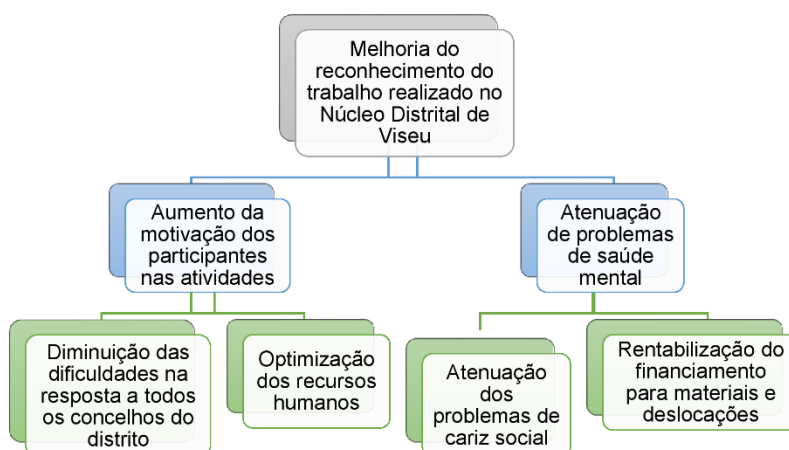 Melhoria do
reconhecimento do
trabalho realizado no
Núcleo Distrital de
Viseu
Aumento da
motivação dos
participantes
nas atividades
Atenuação
de problemas
de saúde
mental
Diminuição das
dificuldades na
resposta a todos
os concelhos do
distrito
Optimização
dos recursos
humanos
Atenuação
dos
problemas de
cariz social
Rentabilização do
financiamento
para materiais e
deslocações